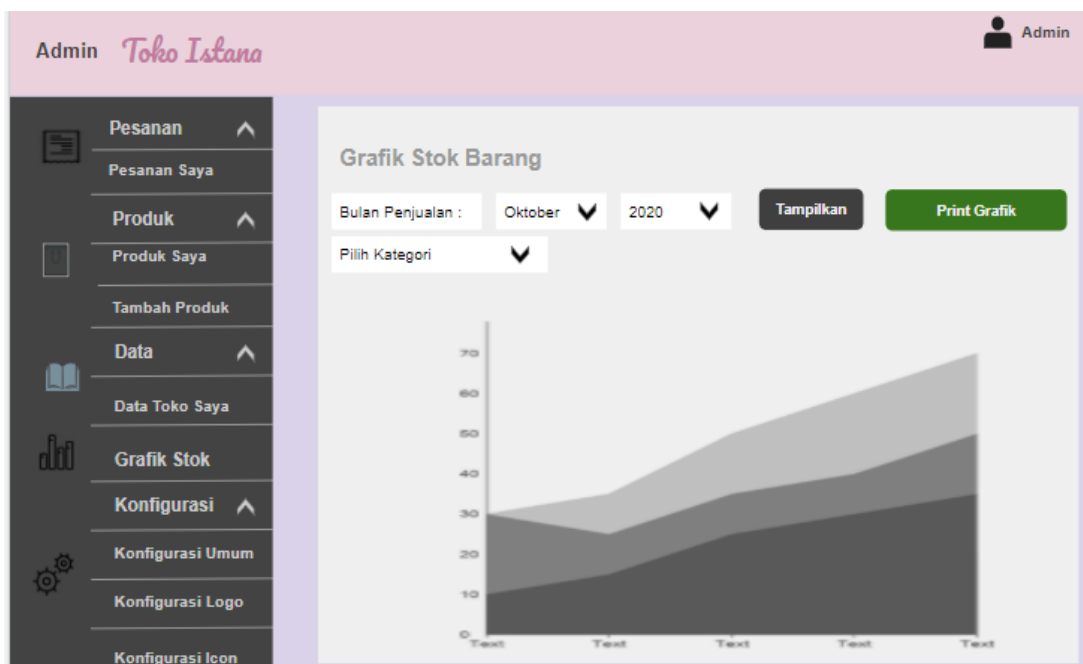 Admin Toko Istana Admin
Pesanan
Pesanan Saya
Produk
Produk Saya
Tambah Produk
Data
Data Toko Saya
Grafik Stok
Konfigurasi
Konfigurasi Umum
Konfigurasi Logo
Konfigurasi Icon
Grafik Stok Barang
Bulan Penjualan : Oktober 2020 Tampilkan Print Grafik
Pilih Kategori
70
60
50
40
30
20
10
0
Text Text Text Text Text